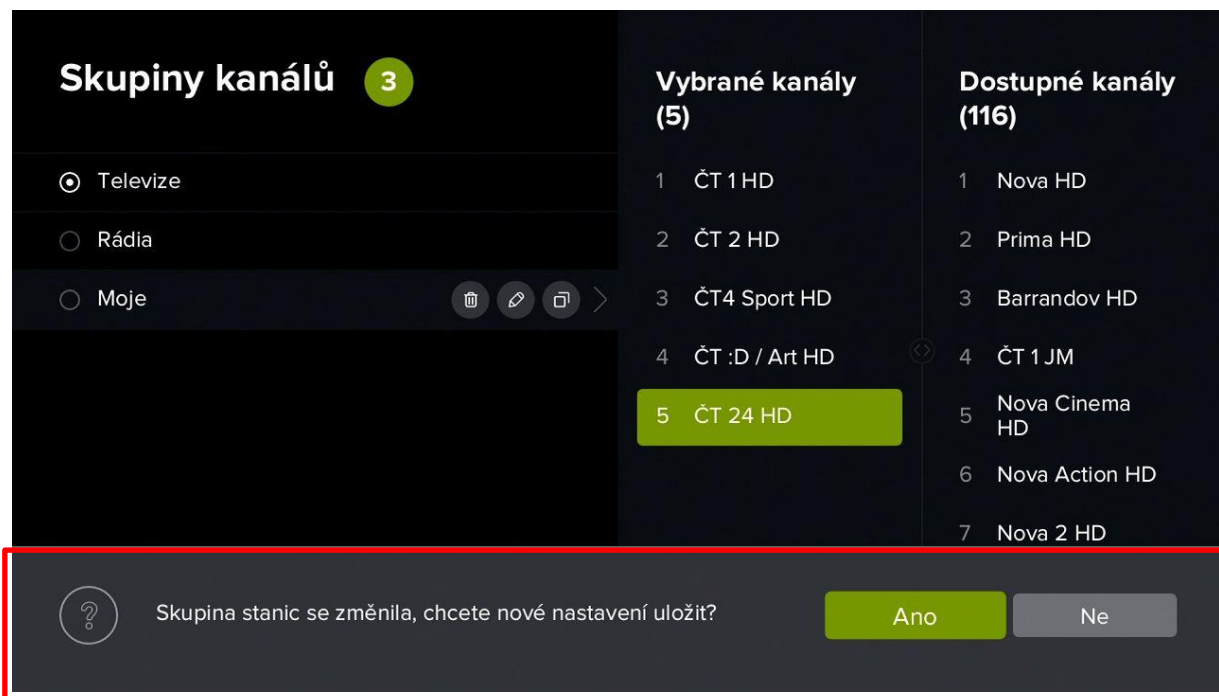 Skupiny kanálů 3
Televize
Rádia
Moje
Vybrané kanály
(5)
1 ČT 1 HD
2 ČT 2 HD
3 ČT4 Sport HD
4 ČT :D / Art HD
5 ČT 24 HD
Dostupné kanály
(116)
1 Nova HD
2 Prima HD
3 Barrandov HD
4 ČT 1 JM
5 Nova Cinema
HD
6 Nova Action HD
7 Nova 2 HD
Skupina stanic se změnila, chcete nové nastavení uložit?
Ano
Ne